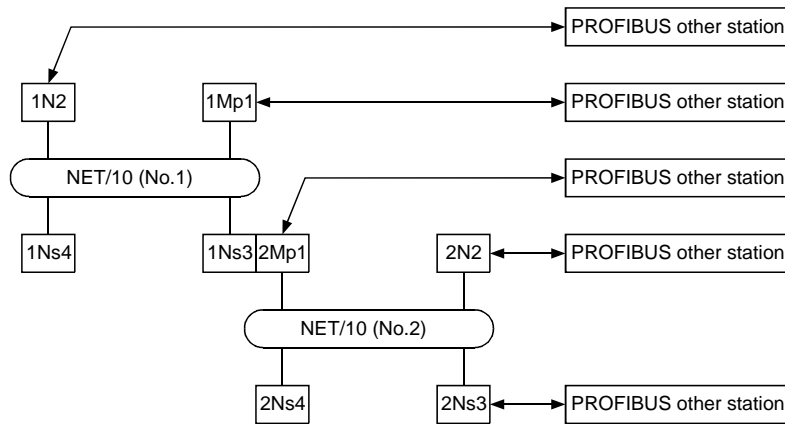 PROFIBUS other station
1N2
1Mp1
PROFIBUS other station
NET/10 (No.1)
PROFIBUS other station
1Ns4
1Ns3
2Mp1
2N2
PROFIBUS other station
NET/10 (No.2)
2Ns4
2Ns3
PROFIBUS other station